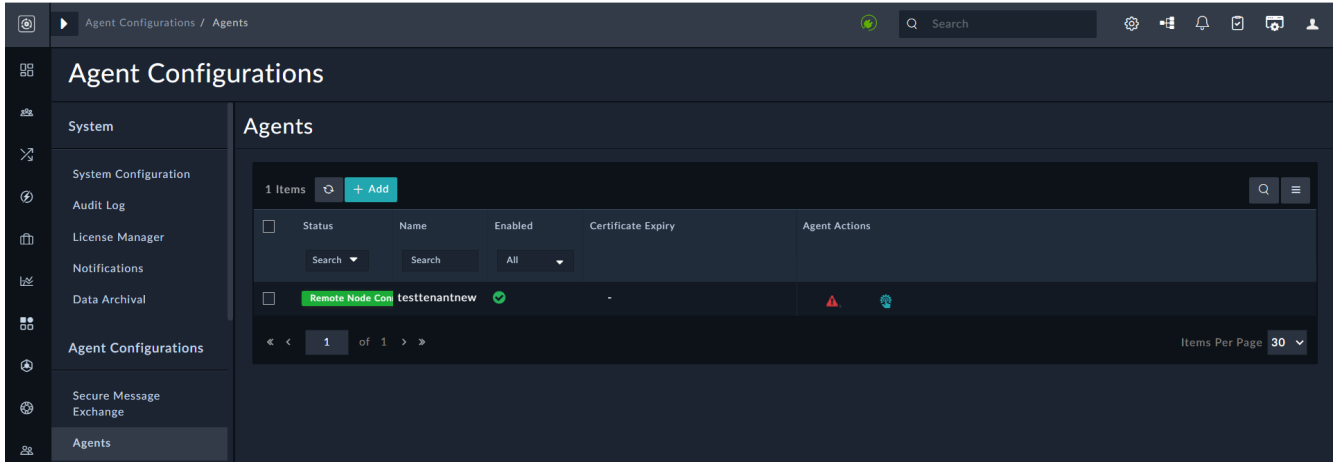 Agent Configurations / Agents
Search
Agent Configurations
System
System Configuration
Audit Log
License Manager
Notifications
Data Archival
Agent Configurations
Secure Message
Exchange
Agents
Agents
1 Items
+ Add
Status Name Enabled Certificate Expiry Agent Actions
Search Search All
Remote Node Con testtenantnew -
« < 1 of 1 > »
Items Per Page 30